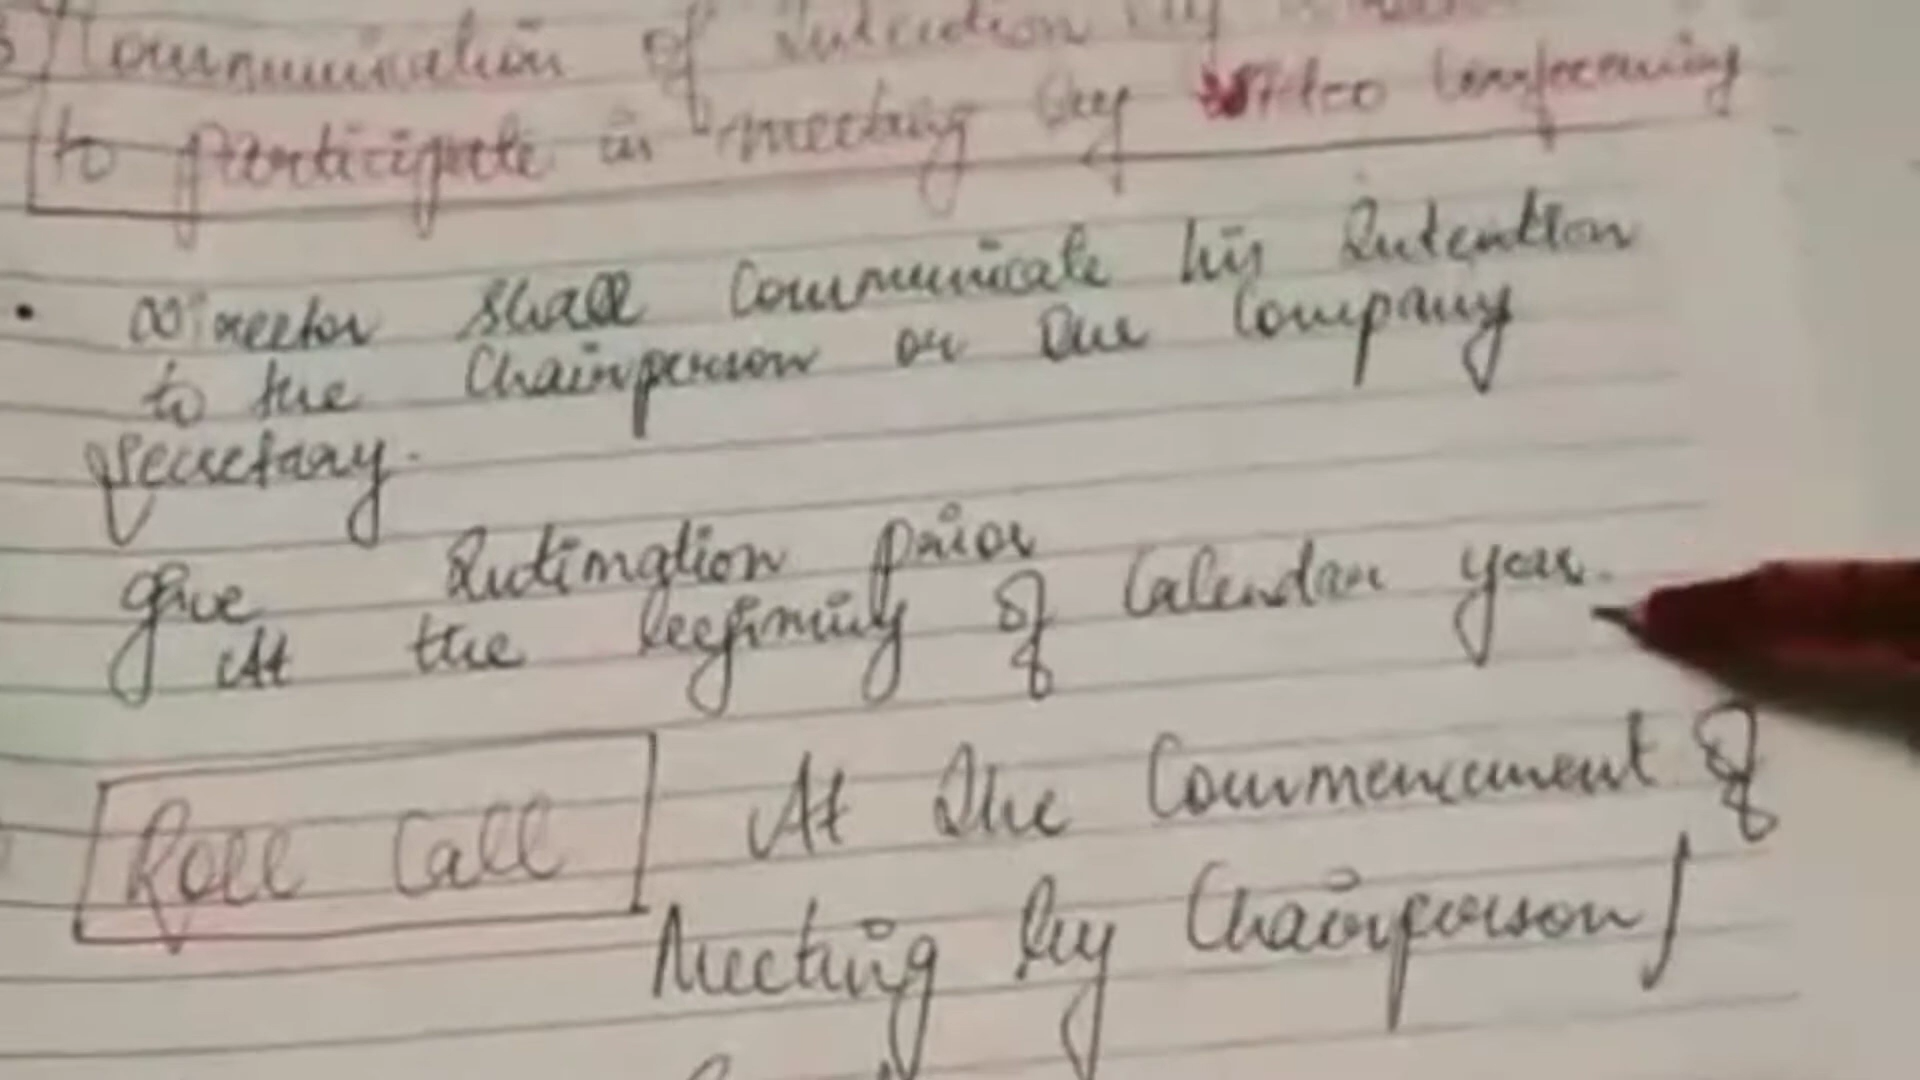 Communication of Intention by
to participate in meeting by Video Conferencing
• Director shall Communicate his Intention
to the Chairperson or the Company
Secretary.
give Intimation prior
At the begining of Calendar year.
Roll Call At the Commencement of
Meeting by Chairperson/